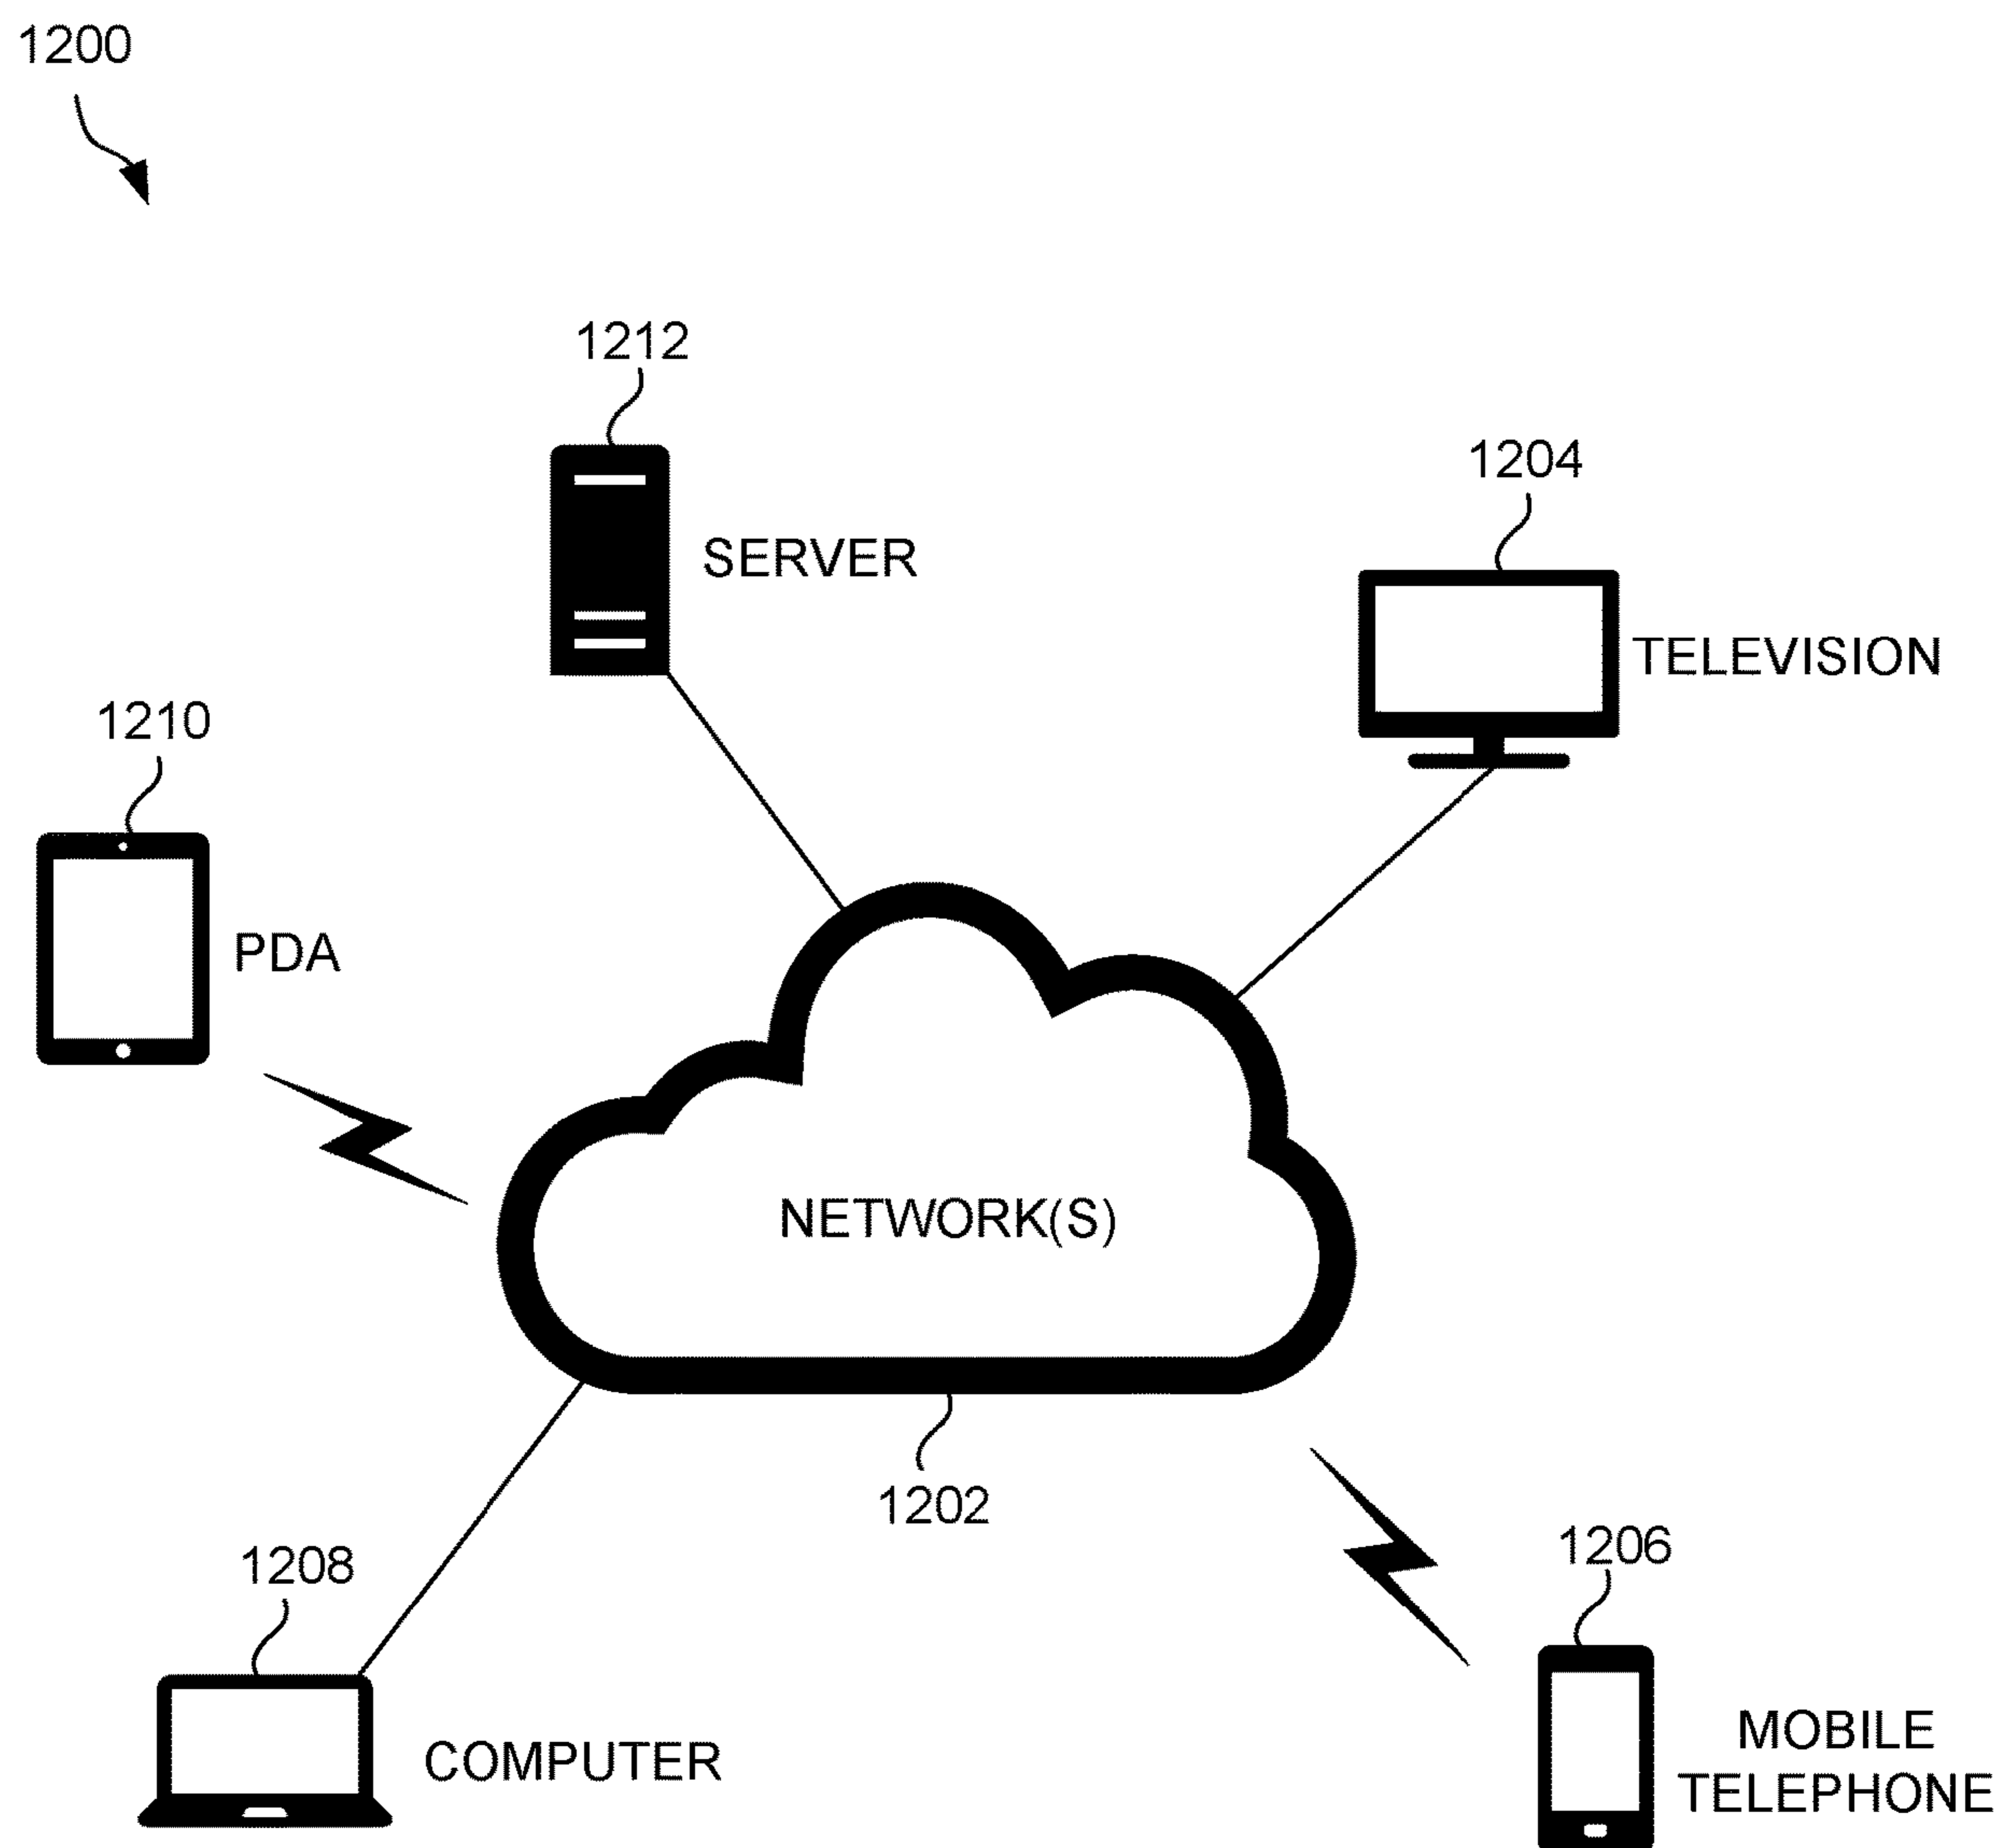 1200
1212
SERVER
1204
TELEVISION
1210
PDA
NETWORK(S)
1202
1208
COMPUTER
1206
MOBILE
TELEPHONE